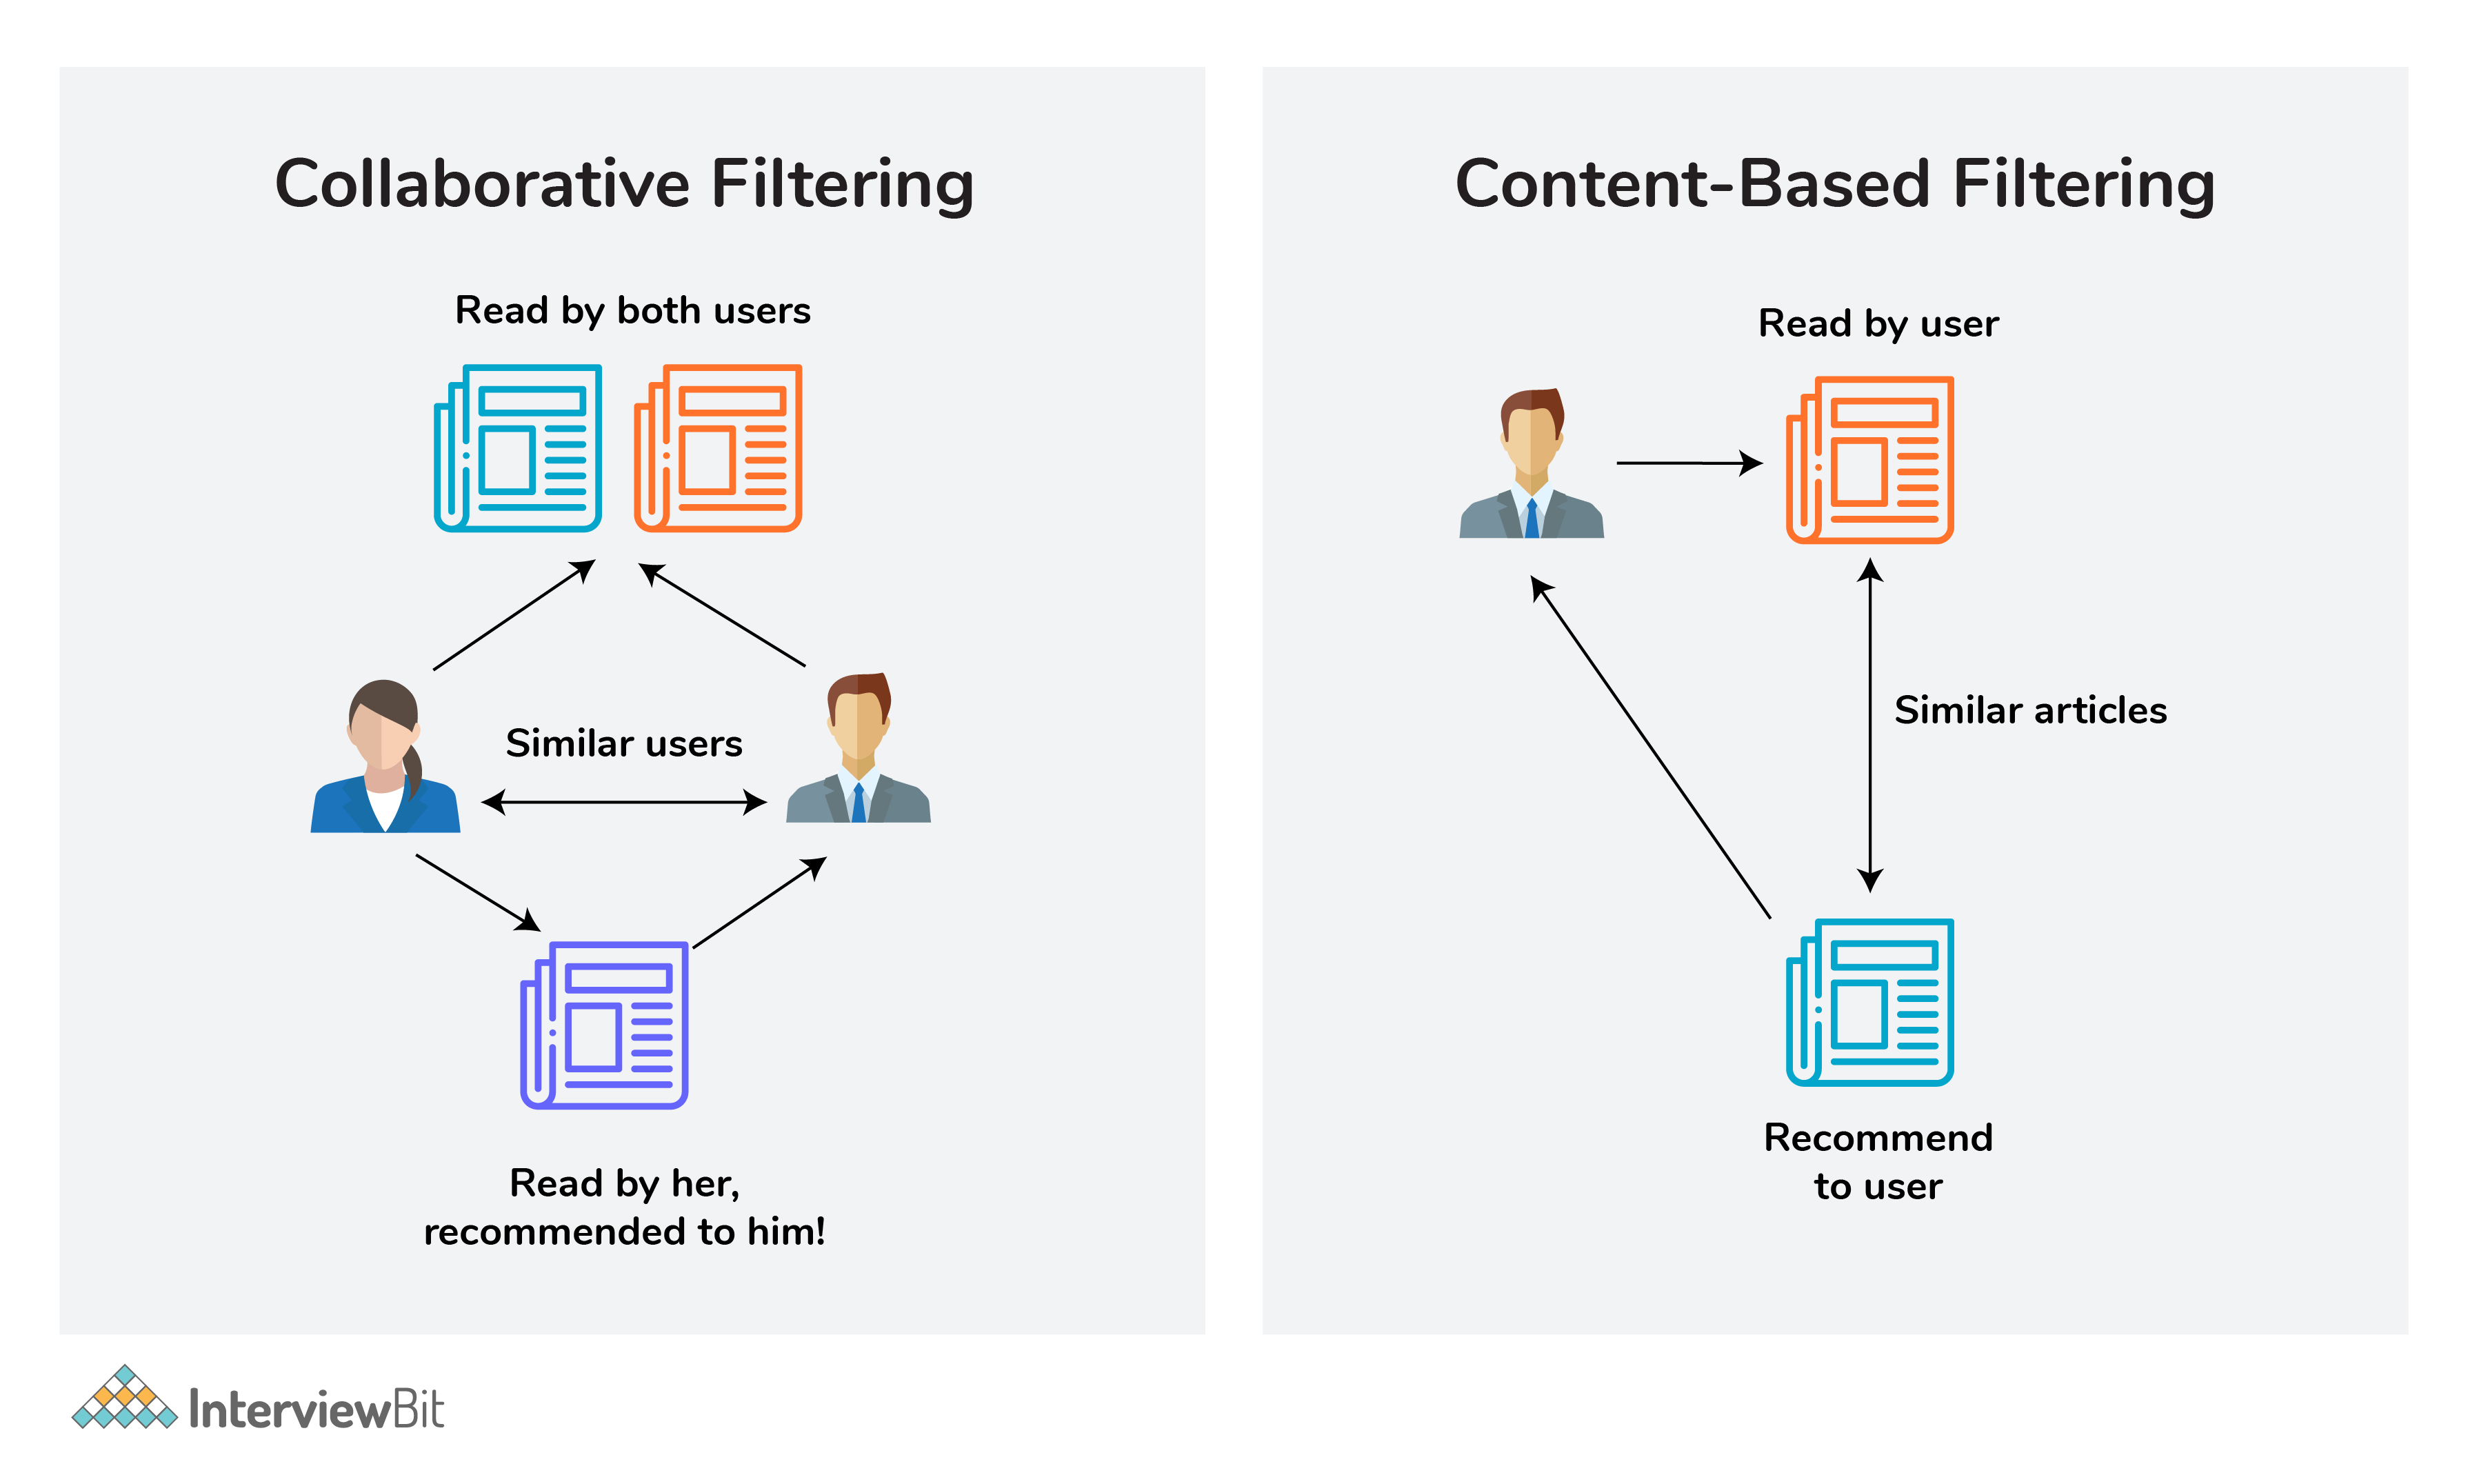 Collaborative Filtering
Read by both users
Similar users
Read by her,
recommended to him!
Content-Based Filtering
Read by user
Similar articles
Recommend
to user
InterviewBit